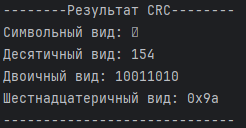 --------Результат CRC--------
Символьный вид: 
Десятичный вид: 154
Двоичный вид: 10011010
Шестнадцатеричный вид: 0x9a
-----------------------------